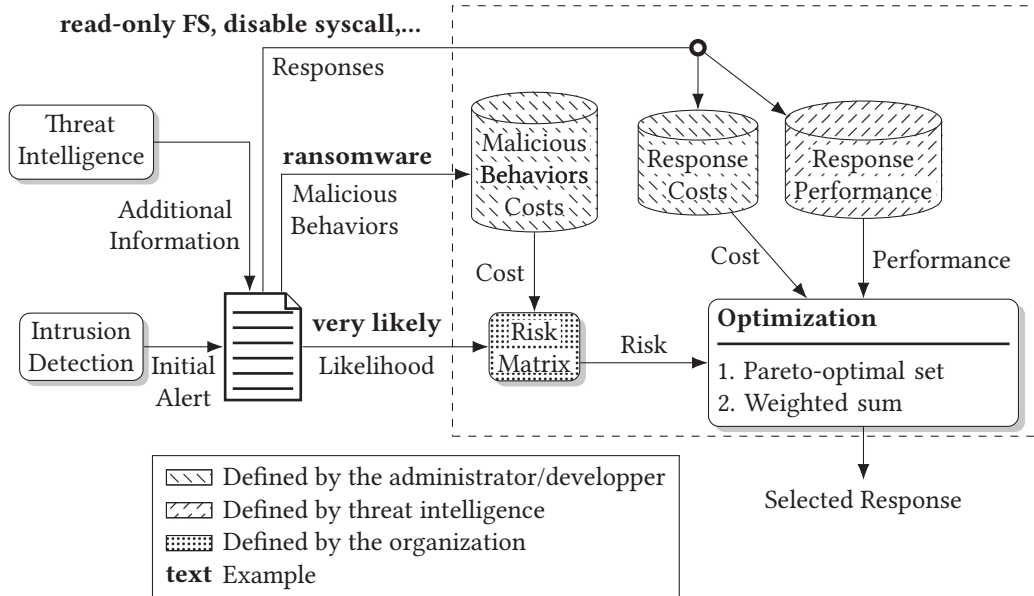 read-only FS, disable syscall,...
Responses
Threat
Intelligence
Additional
Information
ransomware
Malicious
Behaviors
Malicious
Behaviors
Costs
Response
Costs
Response
Performance
Cost
Cost
Performance
Intrusion
Detection
Initial
Alert
very likely
Likelihood
Risk
Matrix
Risk
Optimization
1. Pareto-optimal set
2. Weighted sum
Selected Response
Defined by the administrator/developper
Defined by threat intelligence
Defined by the organization
text Example